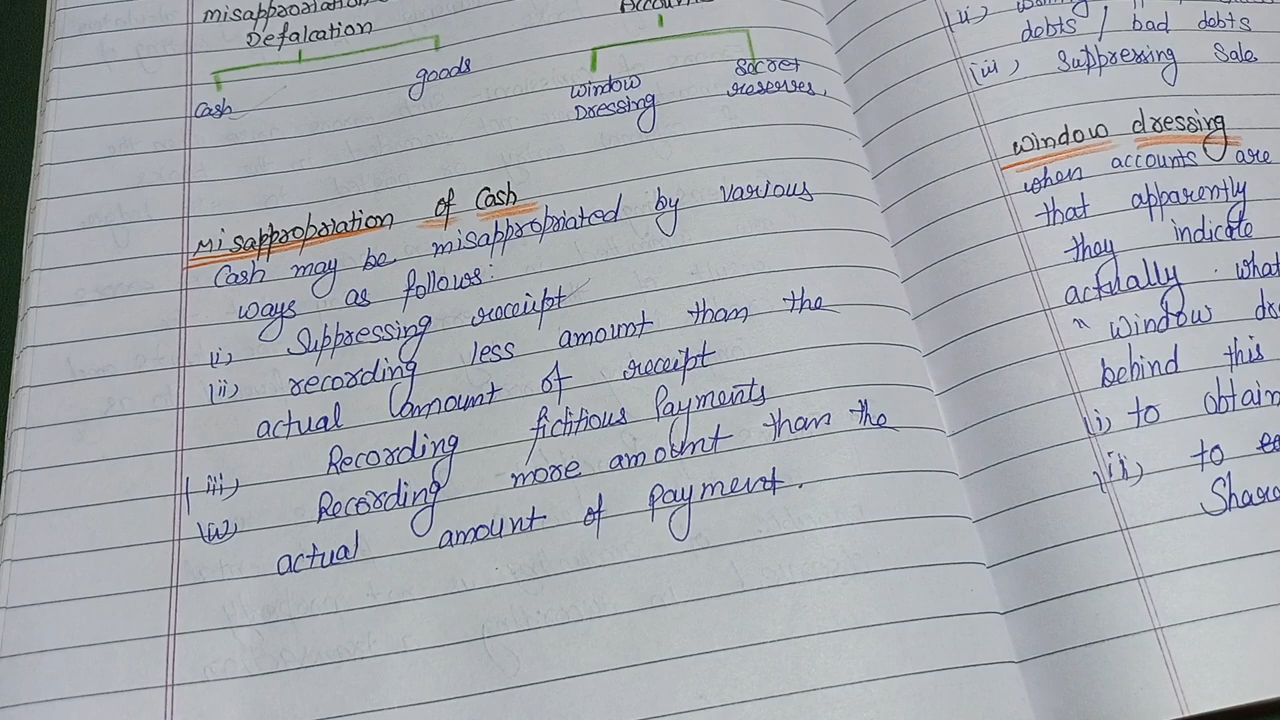 Defalcation
Cash
goods
window
Dressing
secret
reserves.
Misappropriation of Cash
Cash may be misappropriated by various
ways as follows:
(i) Suppressing receipt
(ii) recording less amount than the
actual amount of receipt
(iii) Recording fictitious Payments
(iv) Recording more amount than the
actual amount of payment.
(ii)
debts / bad debts
(iii) Suppressing Sale
Window dressing
when accounts are
that apparently
they indicate
actually. what
" window
behind this
(i) to obtain
(ii) to